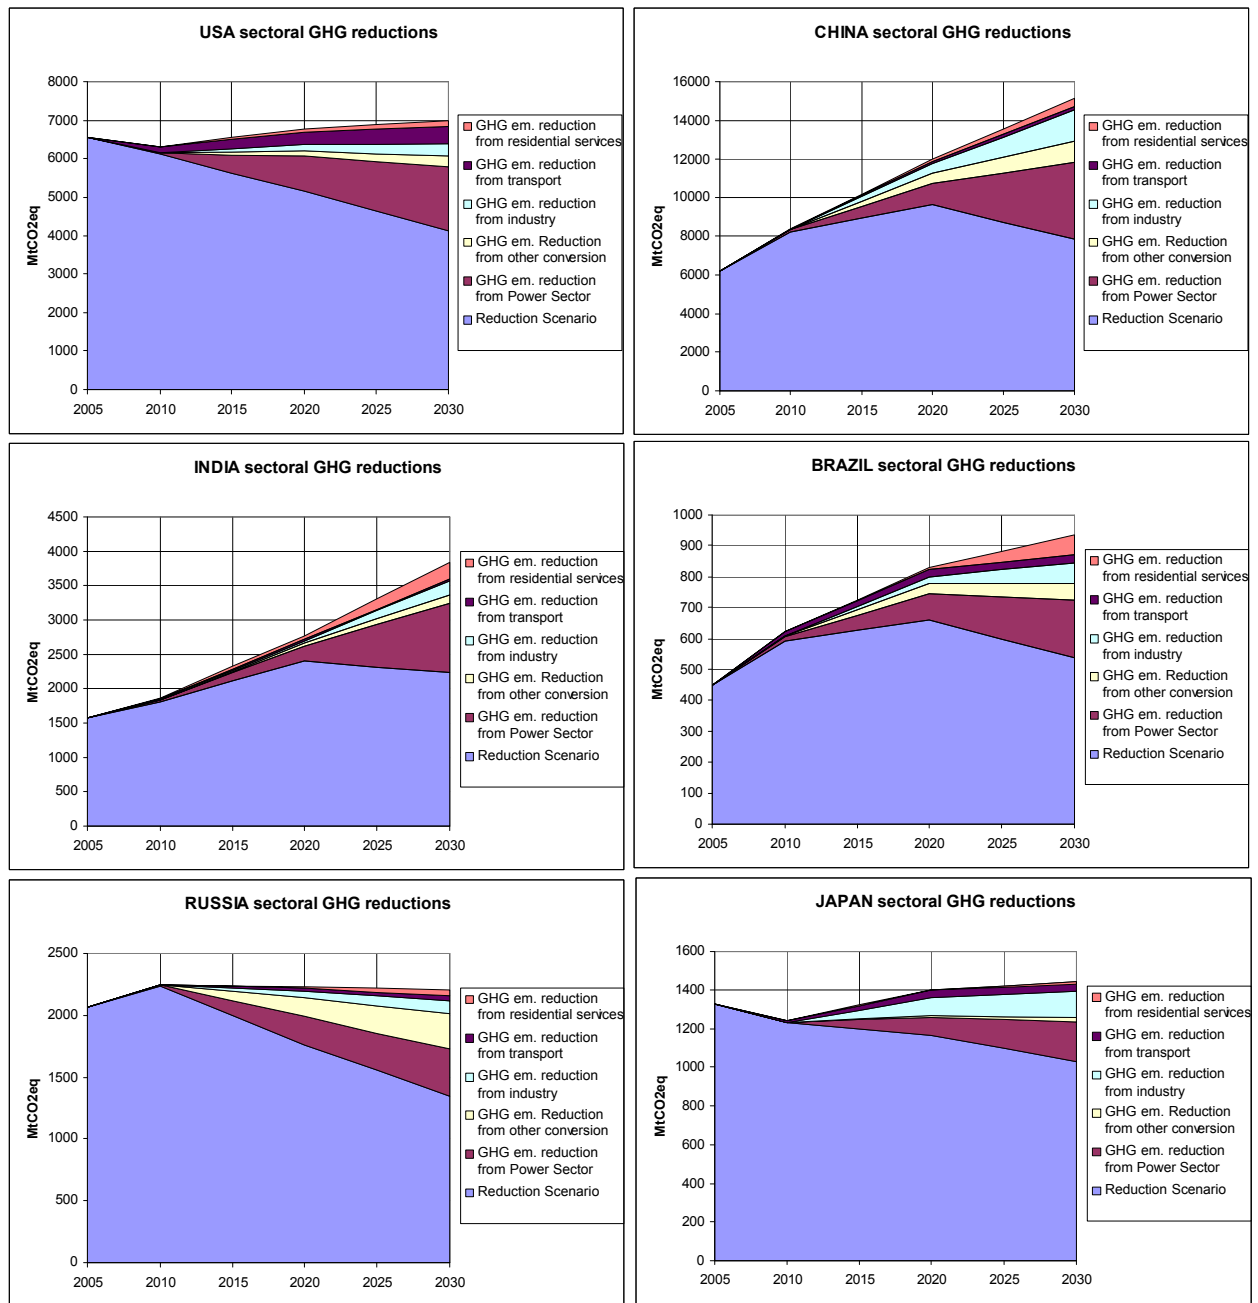 USA sectoral GHG reductions
8000
7000
6000
5000
4000
3000
2000
1000
0
MtCO2eq
2005 2010 2015 2020 2025 2030
GHG em. reduction
from residential services
GHG em. reduction
from transport
GHG em. reduction
from industry
GHG em. Reduction
from other conversion
GHG em. reduction
from Power Sector
Reduction Scenario
CHINA sectoral GHG reductions
16000
14000
12000
10000
8000
6000
4000
2000
0
MtCO2eq
2005 2010 2015 2020 2025 2030
GHG em. reduction
from residential services
GHG em. reduction
from transport
GHG em. reduction
from industry
GHG em. Reduction
from other conversion
GHG em. reduction
from Power Sector
Reduction Scenario
INDIA sectoral GHG reductions
4500
4000
3500
3000
2500
2000
1500
1000
500
0
MtCO2eq
2005 2010 2015 2020 2025 2030
GHG em. reduction
from residential services
GHG em. reduction
from transport
GHG em. reduction
from industry
GHG em. Reduction
from other conversion
GHG em. reduction
from Power Sector
Reduction Scenario
BRAZIL sectoral GHG reductions
1000
900
800
700
600
500
400
300
200
100
0
MtCO2eq
2005 2010 2015 2020 2025 2030
GHG em. reduction
from residential services
GHG em. reduction
from transport
GHG em. reduction
from industry
GHG em. Reduction
from other conversion
GHG em. reduction
from Power Sector
Reduction Scenario
RUSSIA sectoral GHG reductions
2500
2000
1500
1000
500
0
MtCO2eq
2005 2010 2015 2020 2025 2030
GHG em. reduction
from residential services
GHG em. reduction
from transport
GHG em. reduction
from industry
GHG em. Reduction
from other conversion
GHG em. reduction
from Power Sector
Reduction Scenario
JAPAN sectoral GHG reductions
1600
1400
1200
1000
800
600
400
200
0
MtCO2eq
2005 2010 2015 2020 2025 2030
GHG em. reduction
from residential services
GHG em. reduction
from transport
GHG em. reduction
from industry
GHG em. Reduction
from other conversion
GHG em. reduction
from Power Sector
Reduction Scenario